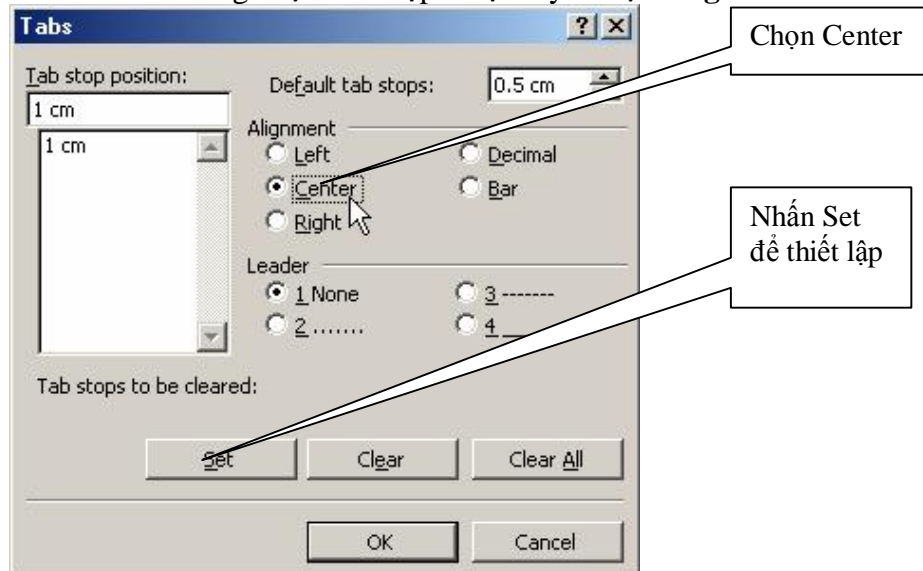 Tabs
Chọn Center
Tab stop position:
Default tab stops:
0.5 cm
1 cm
1 cm
Alignment
Left
Decimal
Center
Bar
Right
Nhấn Set
để thiết lập
Leader
1 None
3 -------
2 .......
4 __
Tab stops to be cleared:
Set
Clear
Clear All
OK
Cancel